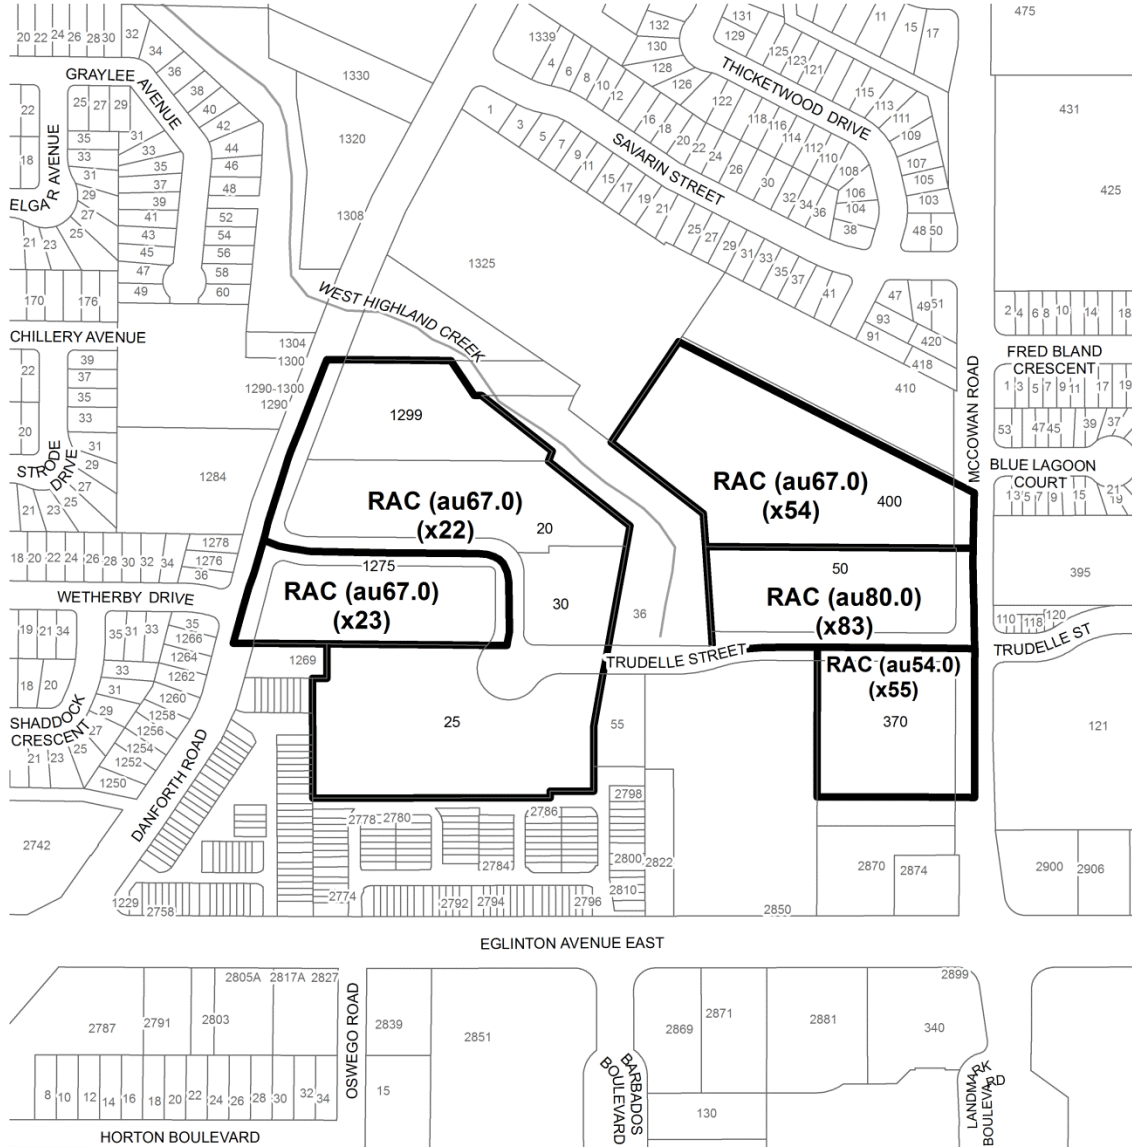 20 22 24 26 28 30
32
34
36
38
40
42
44
46
48
52
54
56
58
60
GRAYLEE
AVENUE
22
18
25 27 29
35
33
31
29
27
25
31
33
35
37
39
41
43
45
47
49
ELGAR AVENUE
21 23
170
176
CHILLERY AVENUE
1330
1320
1308
1304
1300
1290-1300
1290
1284
1339
4 6 8 10 12
16 18 20 22 24 26 30 32 34 36 38
1 3 5 7 9 11 15 17 19 21 25 27 29 31 33 35 37 41
SAVARIN STREET
132
130
128
126
122
118 116 114 112 110 108 106 104
131
129
125 123 121
115 113 111 109 107 105 103
48 50
THICKETWOOD DRIVE
11 15 17
475
431
425
1325
WEST HIGHLAND CREEK
47 49 51
93
91
420
418
410
MCCOWAN ROAD
2 4 6 8 10 14 18
FRED BLAND
CRESCENT
1 3 5 7 9 11 17 19
53 47 45 39 37
BLUE LAGOON
COURT
1 3 5 7 9 15 21 19
22
20
39
37
35
33
31
29
27
25
23
21
STRODE
DRIVE
1299
RAC (au67.0)
(x22)
20
1275
RAC (au67.0)
(x23)
30
36
RAC (au67.0)
(x54)
400
50
RAC (au80.0)
(x83)
RAC (au54.0)
(x55)
370
395
18 20 22 24 26 28 30 32 34
1278
1276
36
WETHERBY DRIVE
19 21 34
18 20
35 31 33
33
31
29
27
25
23
21
SHADDOCK
CRESCENT
35
1266
1264
1262
1260
1258
1256
1254
1252
1250
DANFORTH ROAD
1269
25
TRUDELLE STREET
55
110 118 120
TRUDELLE ST
121
2742
1229
2758
2778 2780
2774
2784
2786
2792 2794 2796
2798
2800
2810
2822
2850
2870
2874
2900 2906
EGLINTON AVENUE EAST
2805A 2817A 2827
2787
2791
2803
OSWEGO ROAD
2839
15
2851
BARBADOS
BOULEVARD
2869
2871
2881
340
2899
130
LANDMARK
BOULEVARD
8 10 12 14 16 18 20 22 24 26 28 30 32 34
HORTON BOULEVARD